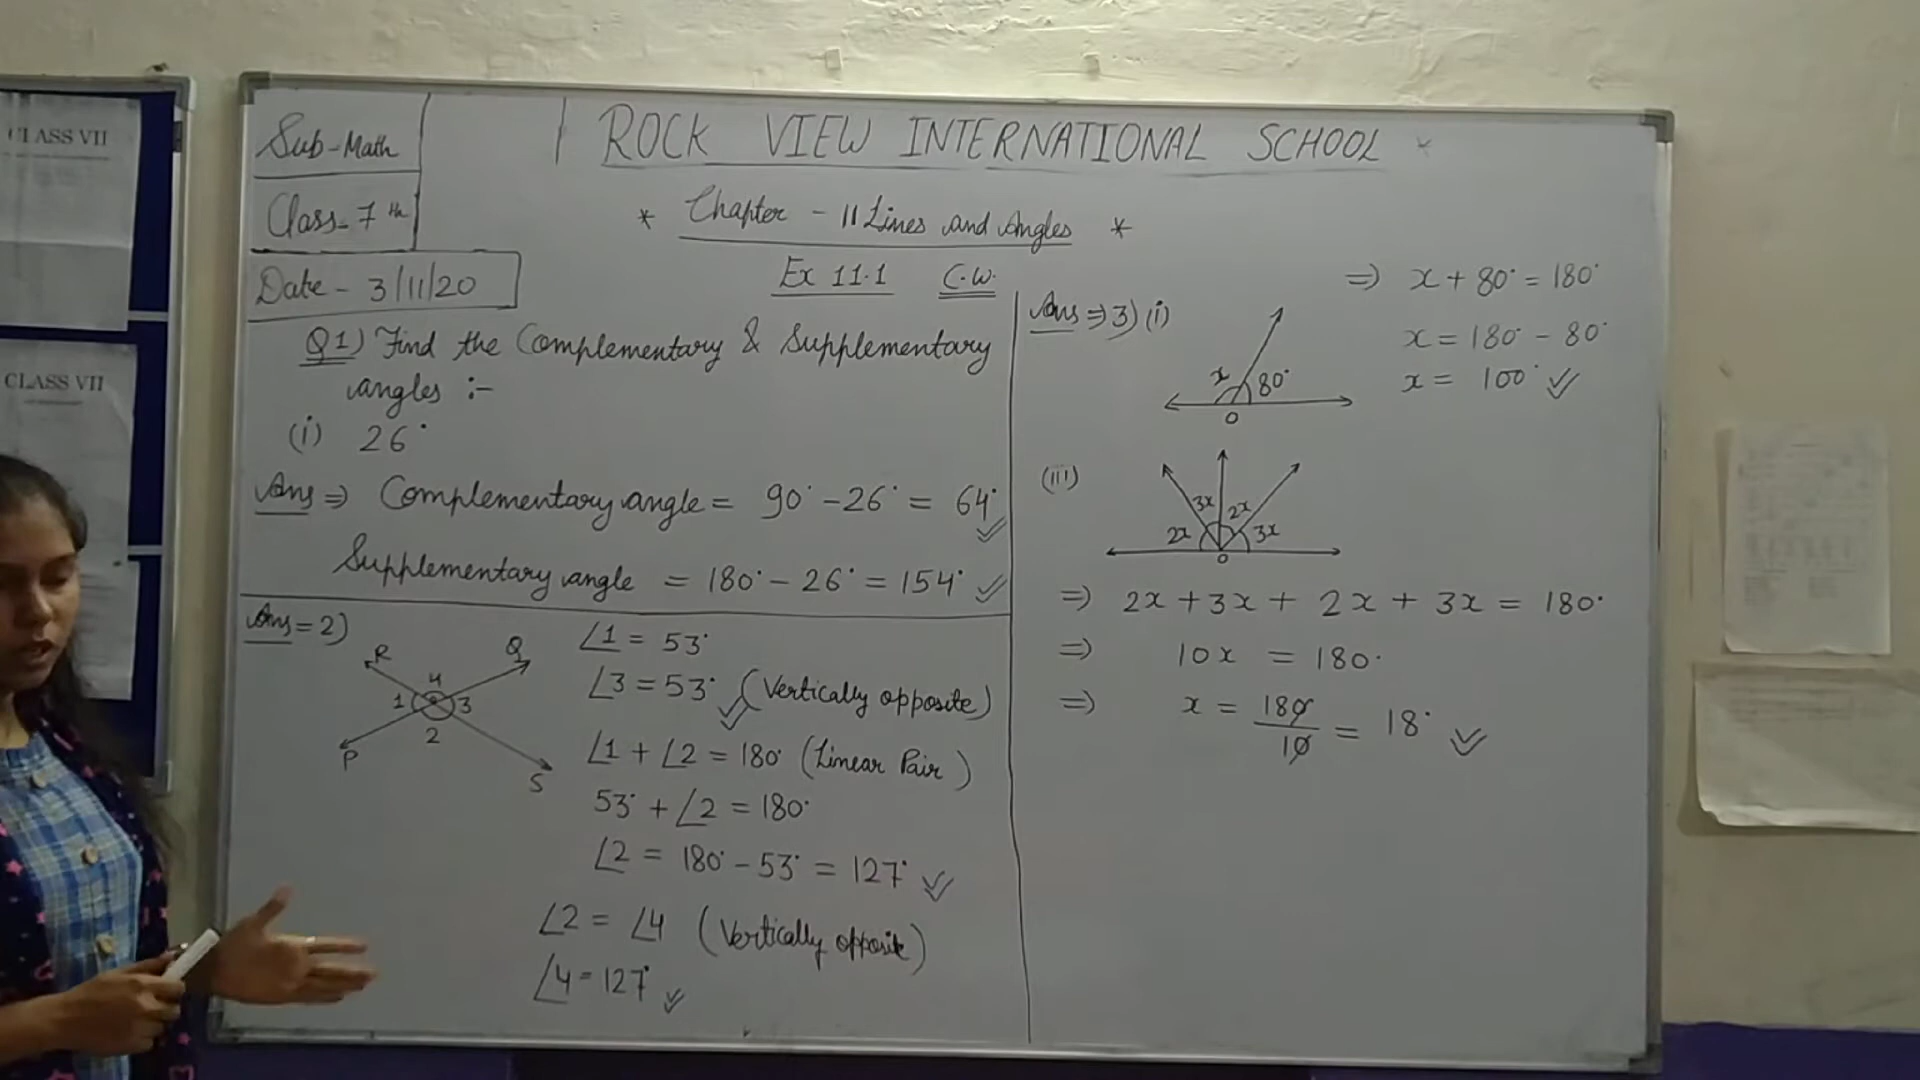 CLASS VII
CLASS VII
Sub-Math
Class-7th
Date - 3/11/20
ROCK VIEW INTERNATIONAL SCHOOL
* Chapter - 11 Lines and Angles *
Ex 11.1 C.W.
Q1) Find the Complementary & Supplementary
angles :-
(i) 26°
Ans ⇒ Complementary angle = 90° - 26° = 64°
Supplementary angle = 180° - 26° = 154°
Ans = 2)
R
Q
4
1
3
2
P
S
∠1 = 53°
∠3 = 53° (Vertically opposite)
∠1 + ∠2 = 180° (Linear Pair)
53° + ∠2 = 180°
∠2 = 180° - 53° = 127°
∠2 = ∠4 (Vertically opposite)
∠4 = 127°
Ans ⇒ 3) (i)
x 80°
O
⇒ x + 80° = 180°
x = 180° - 80°
x = 100°
(iii)
2x 3x 2x 3x
O
⇒ 2x + 3x + 2x + 3x = 180°
⇒ 10x = 180°
⇒ x = 180/10 = 18°